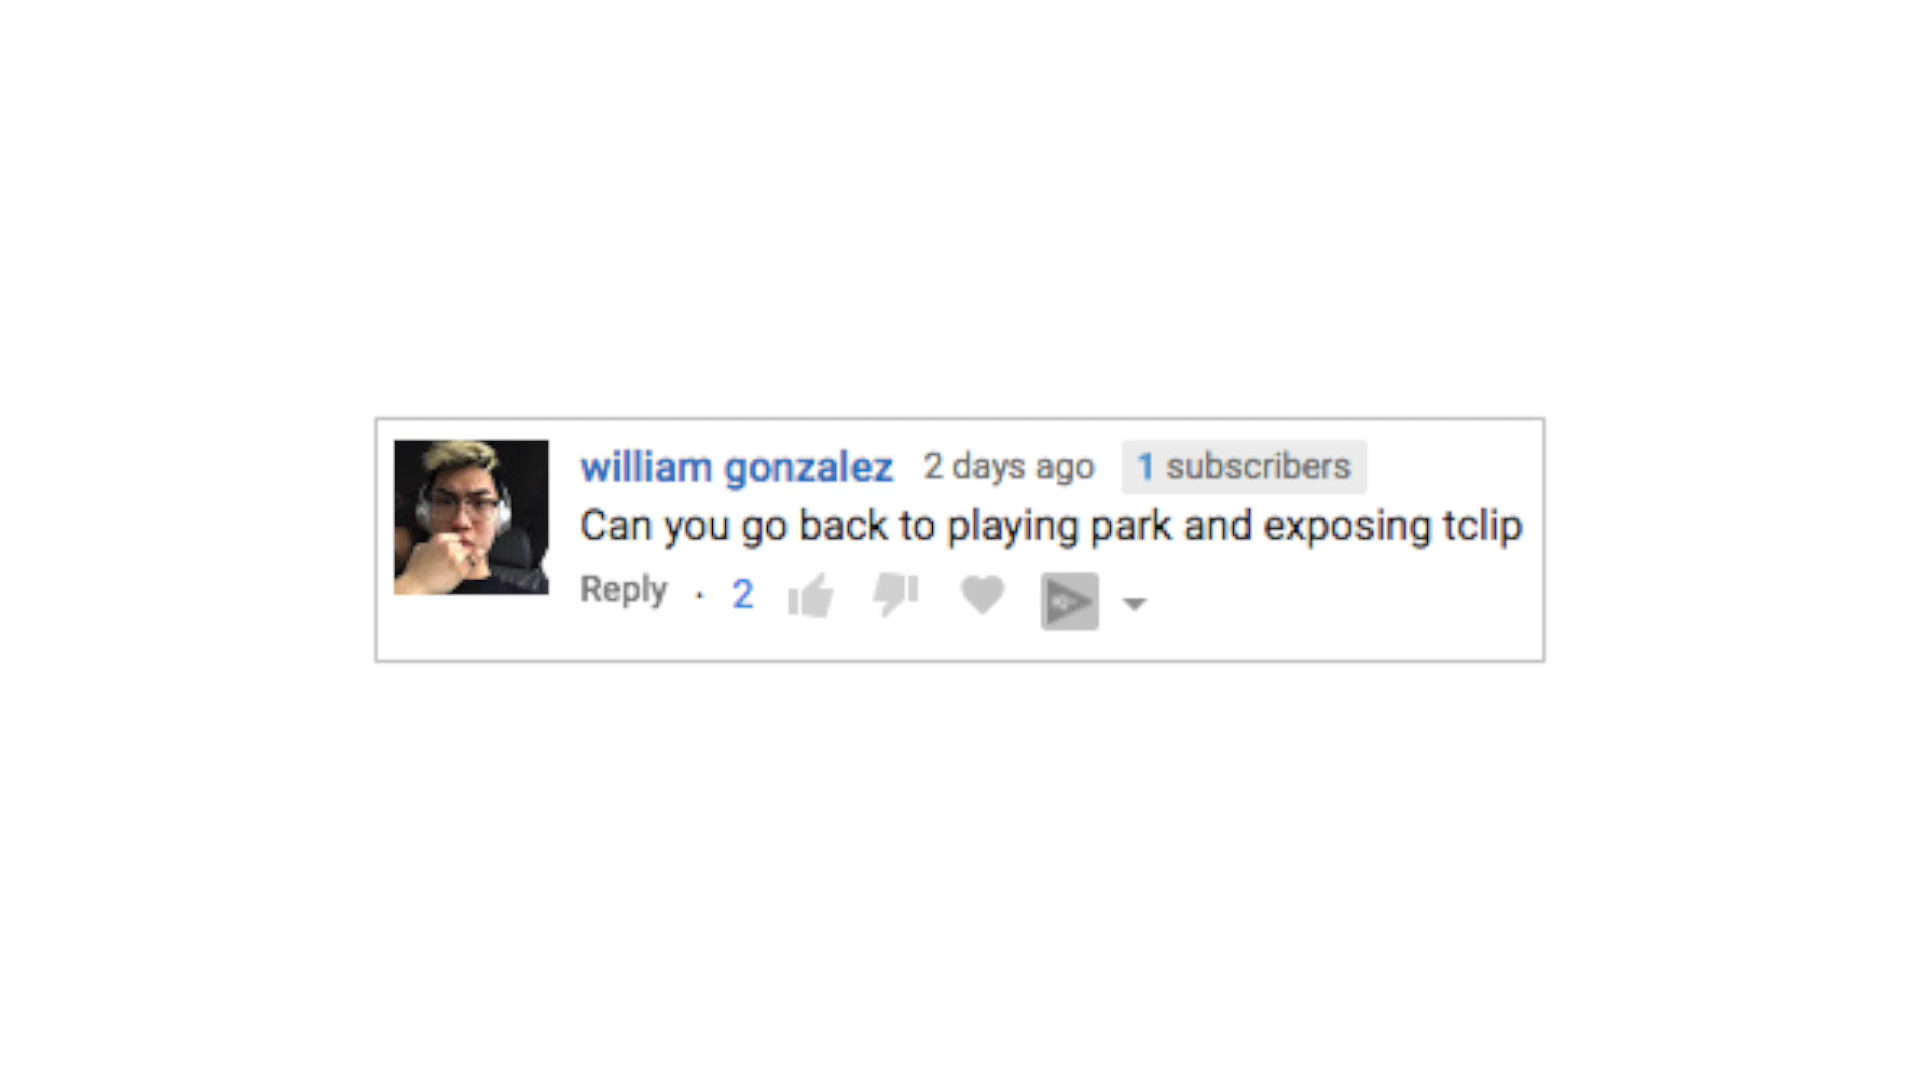 william gonzalez 2 days ago 1 subscribers
Can you go back to playing park and exposing tclip
Reply · 2